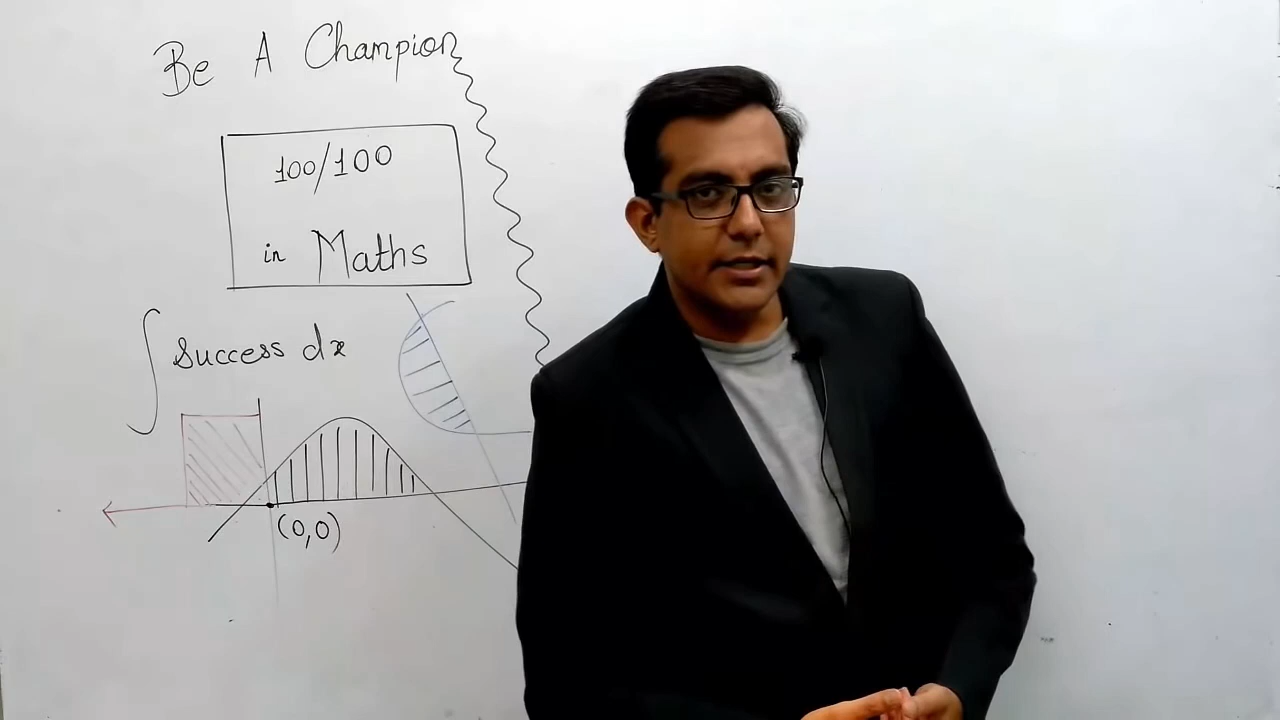 Be A Champion
100/100
in Maths
∫ success dx
(0,0)